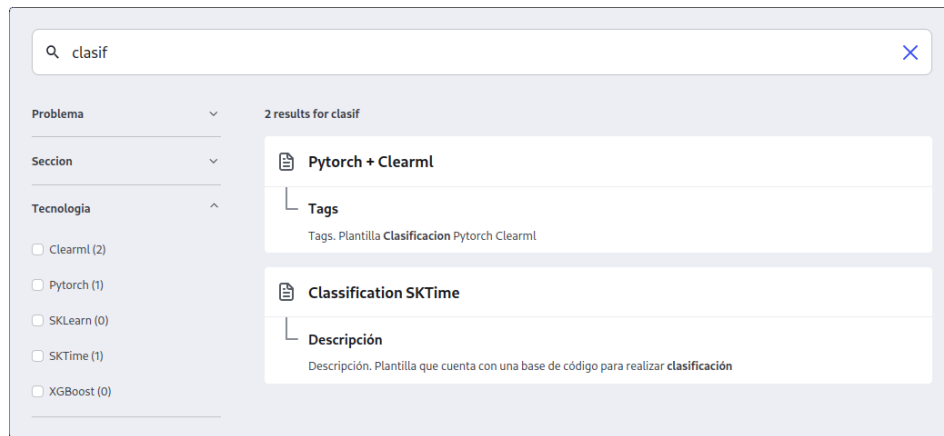 clasif
Problema
Seccion
Tecnologia
Clearml (2)
Pytorch (1)
SKLearn (0)
SKTime (1)
XGBoost (0)
2 results for clasif
Pytorch + Clearml
Tags
Tags. Plantilla Clasificacion Pytorch Clearml
Classification SKTime
Descripción
Descripción. Plantilla que cuenta con una base de código para realizar clasificación